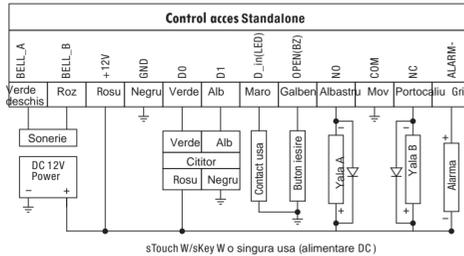 Control acces Standalone
BELL_A BELL_B +12V GND D0 D1 D_in(LED) OPEN(BZ) NO COM NC ALARM-
Verde deschis Roz Rosu Negru Verde Alb Maro Galben Albastru Mov Portocaliu Gri
Sonerie
DC 12V
Power
− +
Verde Alb
Cititor
Rosu Negru
Contact usa
Buton iesire
− Yala A +
− Yala B +
+ Alarma −
sTouch W/sKey W o singura usa (alimentare DC)